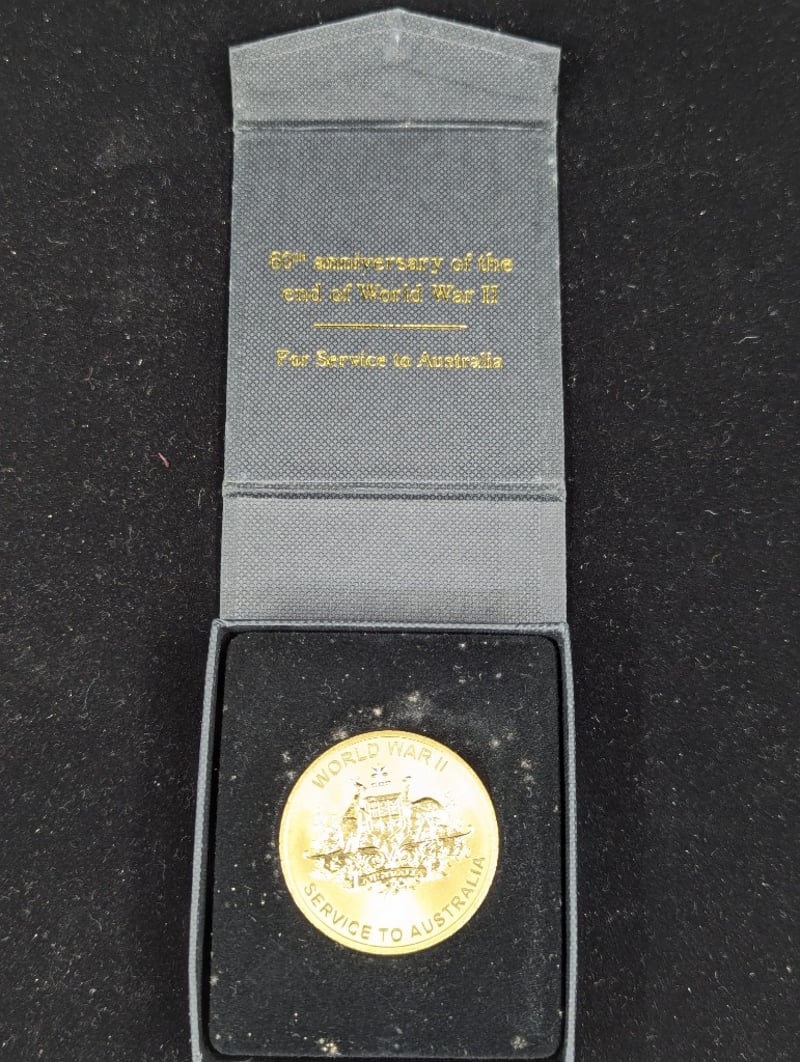 60th anniversary of the
end of World War II
For Service to Australia
WORLD WAR II
AUSTRALIA
SERVICE TO AUSTRALIA